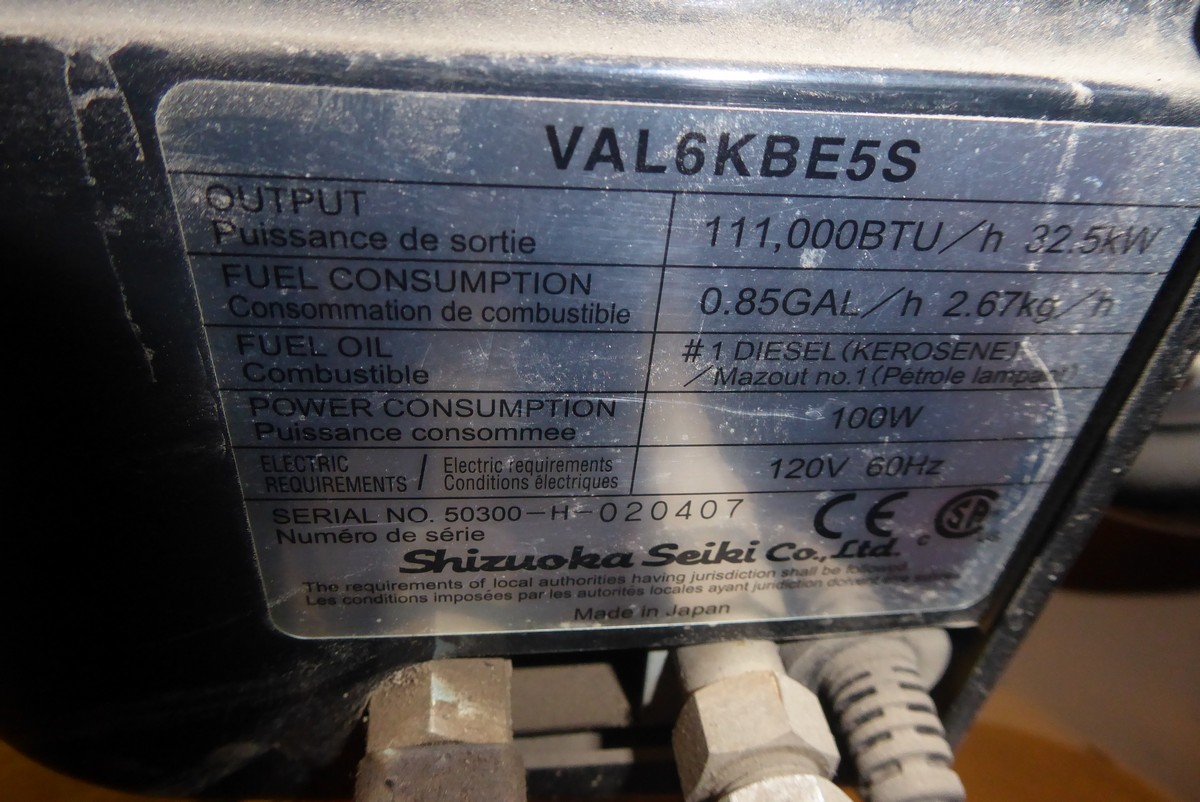 VAL6KBE5S
OUTPUT
Puissance de sortie
111,000BTU/h 32.5kW
FUEL CONSUMPTION
Consommation de combustible
0.85GAL/h 2.67kg/h
FUEL OIL
Combustible
#1 DIESEL(KEROSENE)
/Mazout no.1(Pétrole lampant)
POWER CONSUMPTION
Puissance consommee
100W
ELECTRIC
REQUIREMENTS / Electric requirements
Conditions électriques
120V 60Hz
SERIAL NO. 50300-H-020407
Numéro de série
CE
C SA US
Shizuoka Seiki Co.,Ltd.
The requirements of local authorities having jurisdiction shall be followed.
Les conditions imposées par les autorités locales ayant juridiction doivent être suivies.
Made in Japan